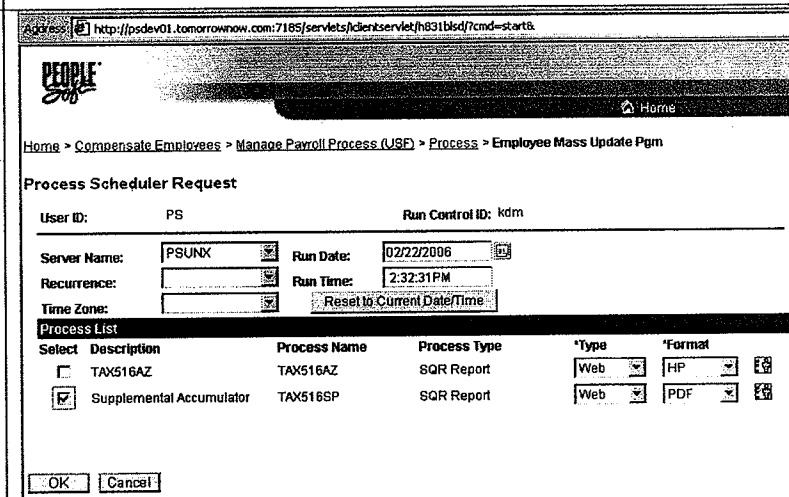 Address http://psdev01.tomorrownow.com:7185/servlets/iclientservlet/h831blsd/?cmd=start&
PEOPLE
Soft
Home
Home > Compensate Employees > Manage Payroll Process (USF) > Process > Employee Mass Update Pgm
Process Scheduler Request
User ID: PS Run Control ID: kdm
Server Name: PSUNX Run Date: 02/22/2006
Recurrence: Run Time: 2:32:31PM
Time Zone: Reset to Current Date/Time
Process List
Select Description Process Name Process Type *Type *Format
TAX516AZ TAX516AZ SQR Report Web HP
Supplemental Accumulator TAX516SP SQR Report Web PDF
OK Cancel